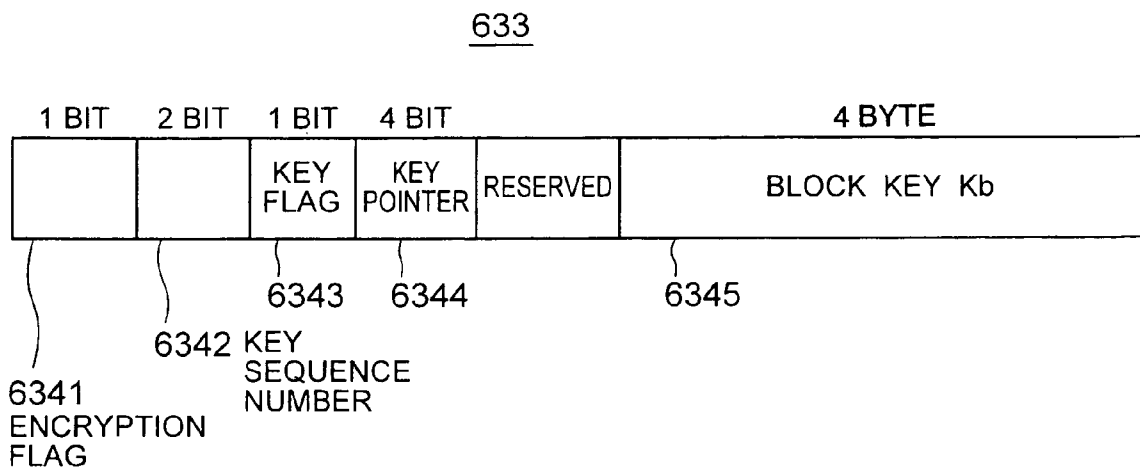 633
1 BIT 2 BIT 1 BIT 4 BIT 4 BYTE
KEY FLAG
KEY POINTER
RESERVED
BLOCK KEY Kb
6341
ENCRYPTION
FLAG
6342 KEY
SEQUENCE
NUMBER
6343
6344
6345